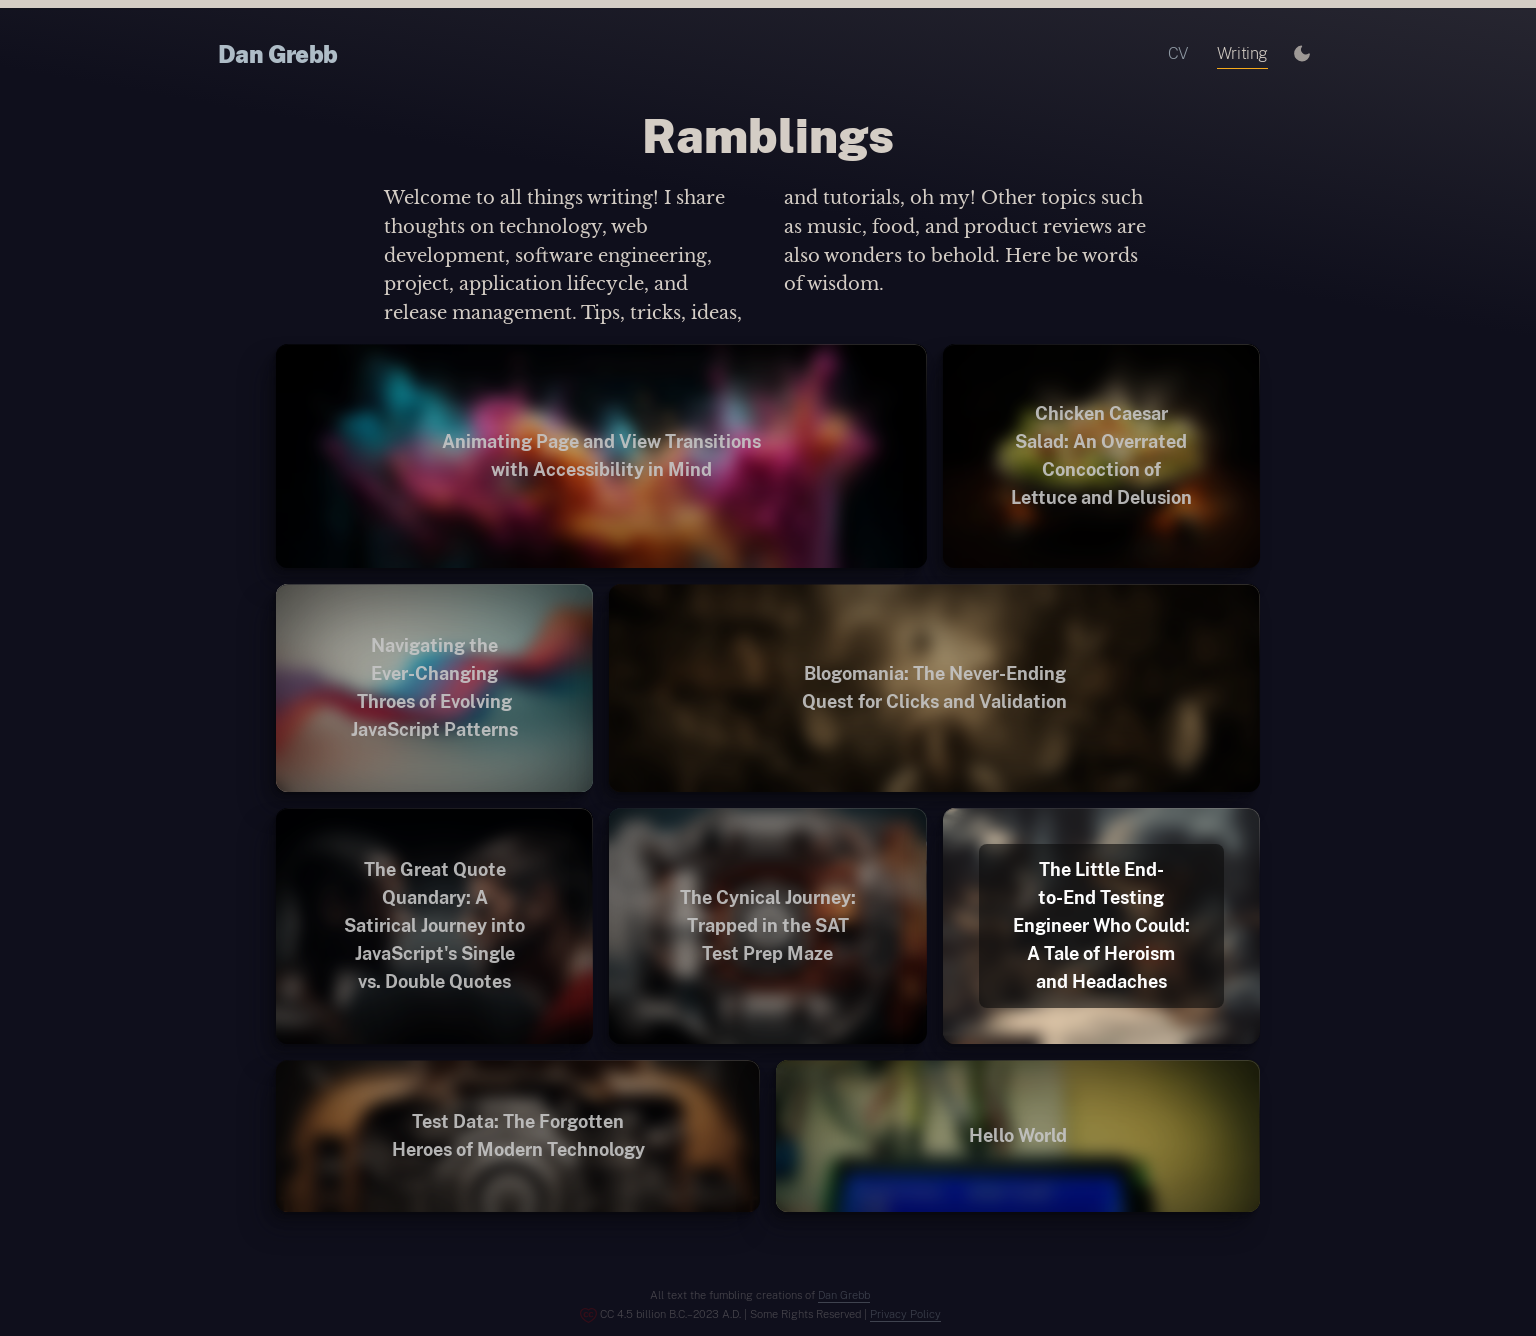 Dan Grebb
CV
Writing
Ramblings
Welcome to all things writing! I share
thoughts on technology, web
development, software engineering,
project, application lifecycle, and
release management. Tips, tricks, ideas,
and tutorials, oh my! Other topics such
as music, food, and product reviews are
also wonders to behold. Here be words
of wisdom.
Animating Page and View Transitions
with Accessibility in Mind
Chicken Caesar
Salad: An Overrated
Concoction of
Lettuce and Delusion
Navigating the
Ever-Changing
Throes of Evolving
JavaScript Patterns
Blogomania: The Never-Ending
Quest for Clicks and Validation
The Great Quote
Quandary: A
Satirical Journey into
JavaScript's Single
vs. Double Quotes
The Cynical Journey:
Trapped in the SAT
Test Prep Maze
The Little End-
to-End Testing
Engineer Who Could:
A Tale of Heroism
and Headaches
Test Data: The Forgotten
Heroes of Modern Technology
Hello World
All text the fumbling creations of Dan Grebb
CC 4.5 billion B.C.–2023 A.D. | Some Rights Reserved | Privacy Policy